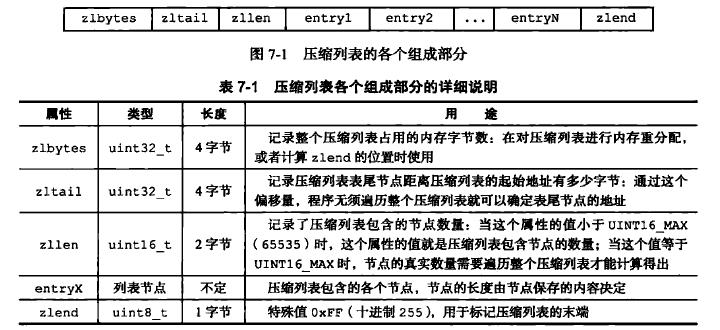 zlbytes zltail zllen entry1 entry2 ... entryN zlend
图 7-1 压缩列表的各个组成部分
表 7-1 压缩列表各个组成部分的详细说明
属性 类型 长度 用 途
zlbytes uint32_t 4 字节 记录整个压缩列表占用的内存字节数：在对压缩列表进行内存重分配，
或者计算 zlend 的位置时使用
zltail uint32_t 4 字节 记录压缩列表表尾节点距离压缩列表的起始地址有多少字节：通过这个
偏移量，程序无须遍历整个压缩列表就可以确定表尾节点的地址
zllen uint16_t 2 字节 记录了压缩列表包含的节点数量：当这个属性的值小于 UINT16_MAX
（65535）时，这个属性的值就是压缩列表包含节点的数量；当这个值等于
UINT16_MAX 时，节点的真实数量需要遍历整个压缩列表才能计算得出
entryX 列表节点 不定 压缩列表包含的各个节点，节点的长度由节点保存的内容决定
zlend uint8_t 1 字节 特殊值 0xFF（十进制 255），用于标记压缩列表的末端